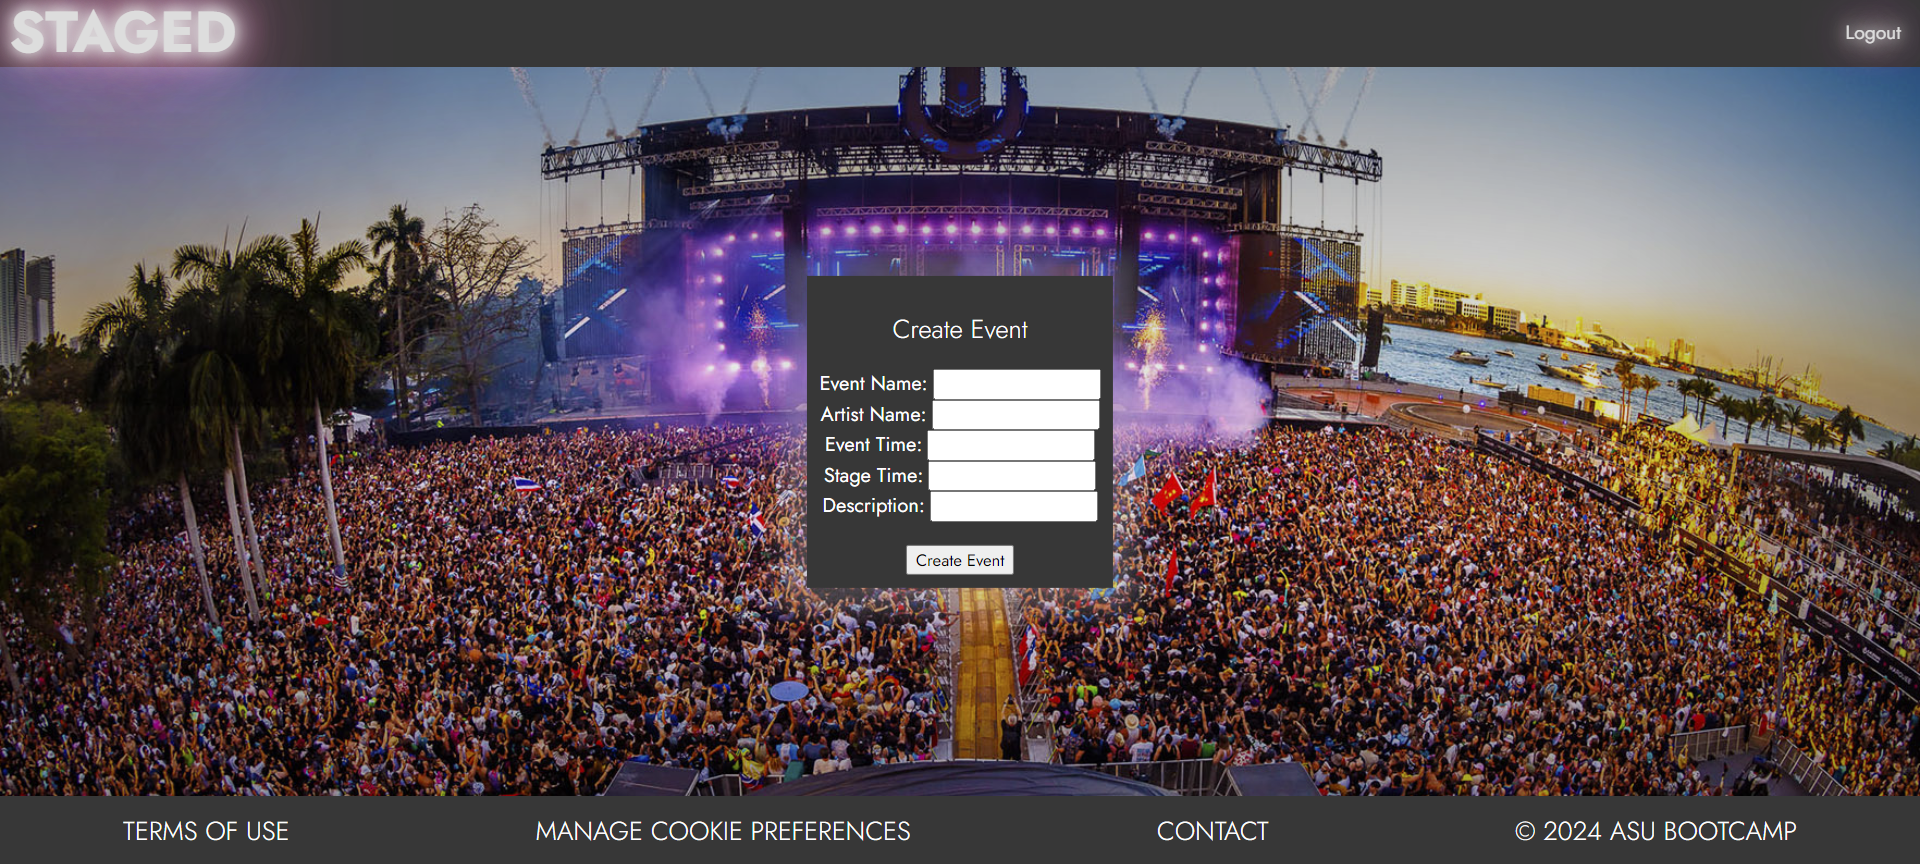 STAGED
Logout
Create Event
Event Name:
Artist Name:
Event Time:
Stage Time:
Description:
Create Event
TERMS OF USE
MANAGE COOKIE PREFERENCES
CONTACT
© 2024 ASU BOOTCAMP